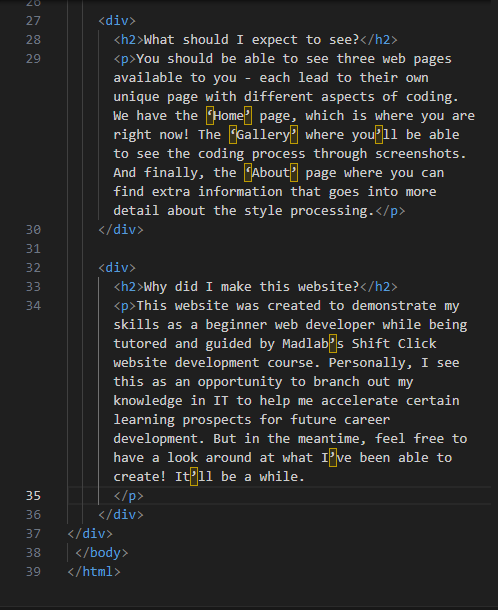 26
27 <div>
28 <h2>What should I expect to see?</h2>
29 <p>You should be able to see three web pages
available to you - each lead to their own
unique page with different aspects of coding.
We have the ‘Home’ page, which is where you are
right now! The ‘Gallery’ where you’ll be able
to see the coding process through screenshots.
And finally, the ‘About’ page where you can
find extra information that goes into more
detail about the style processing.</p>
30 </div>
31
32 <div>
33 <h2>Why did I make this website?</h2>
34 <p>This website was created to demonstrate my
skills as a beginner web developer while being
tutored and guided by Madlab’s Shift Click
website development course. Personally, I see
this as an opportunity to branch out my
knowledge in IT to help me accelerate certain
learning prospects for future career
development. But in the meantime, feel free to
have a look around at what I’ve been able to
create! It’ll be a while.
35 </p>
36 </div>
37 </div>
38 </body>
39 </html>